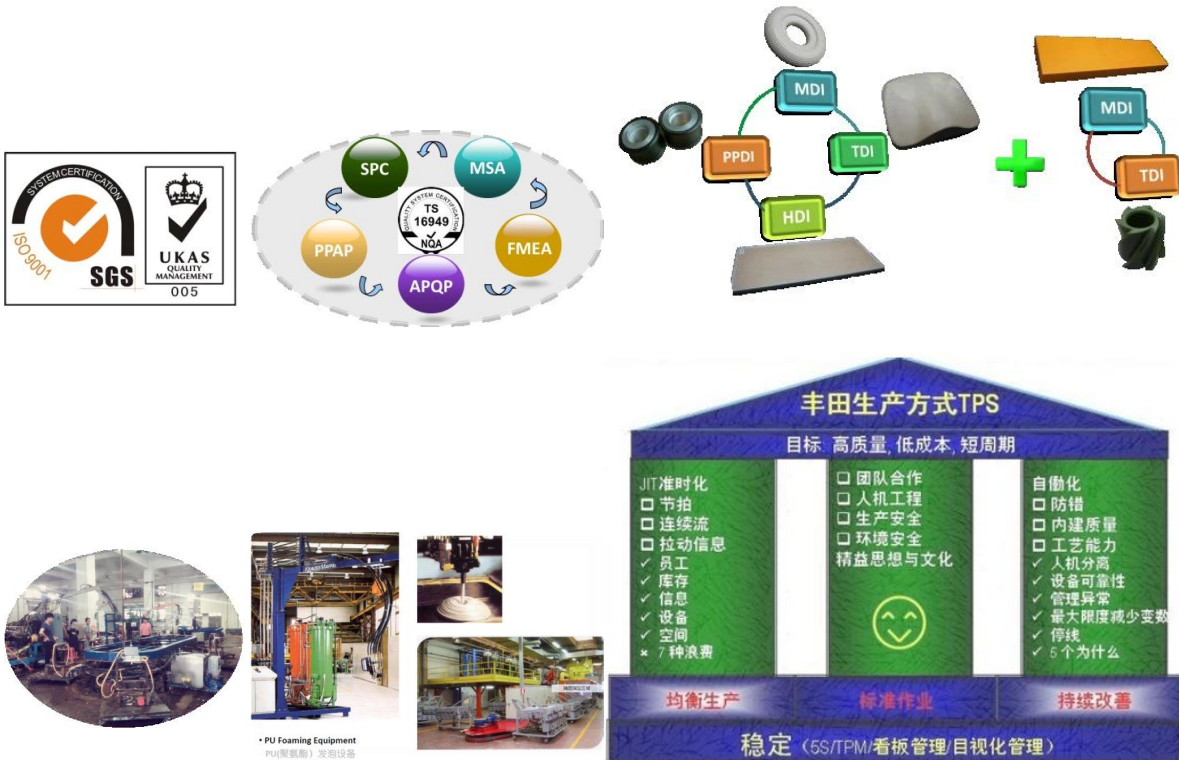 SYSTEM CERTIFICATION
ISO 9001
SGS
UKAS
QUALITY
MANAGEMENT
005
SPC
MSA
QUALITY SYSTEM CERTIFICATION
TS
16949
NQA
PPAP
FMEA
APQP
MDI
PPDI
TDI
HDI
MDI
TDI
丰田生产方式TPS
目标 高质量, 低成本, 短周期
JIT准时化
□ 节拍
□ 连续流
□ 拉动信息
✓ 员工
✓ 库存
✓ 信息
✓ 设备
✓ 空间
× 7种浪费
□ 团队合作
□ 人机工程
□ 生产安全
□ 环境安全
精益思想与文化
自働化
□ 防错
□ 内建质量
□ 工艺能力
✓ 人机分离
✓ 设备可靠性
✓ 管理异常
✓ 最大限度减少变数
✓ 停线
✓ 5个为什么
均衡生产
标准作业
持续改善
稳定（5S/TPM/看板管理/目视化管理）
• PU Foaming Equipment
PU(聚氨酯）发泡设备